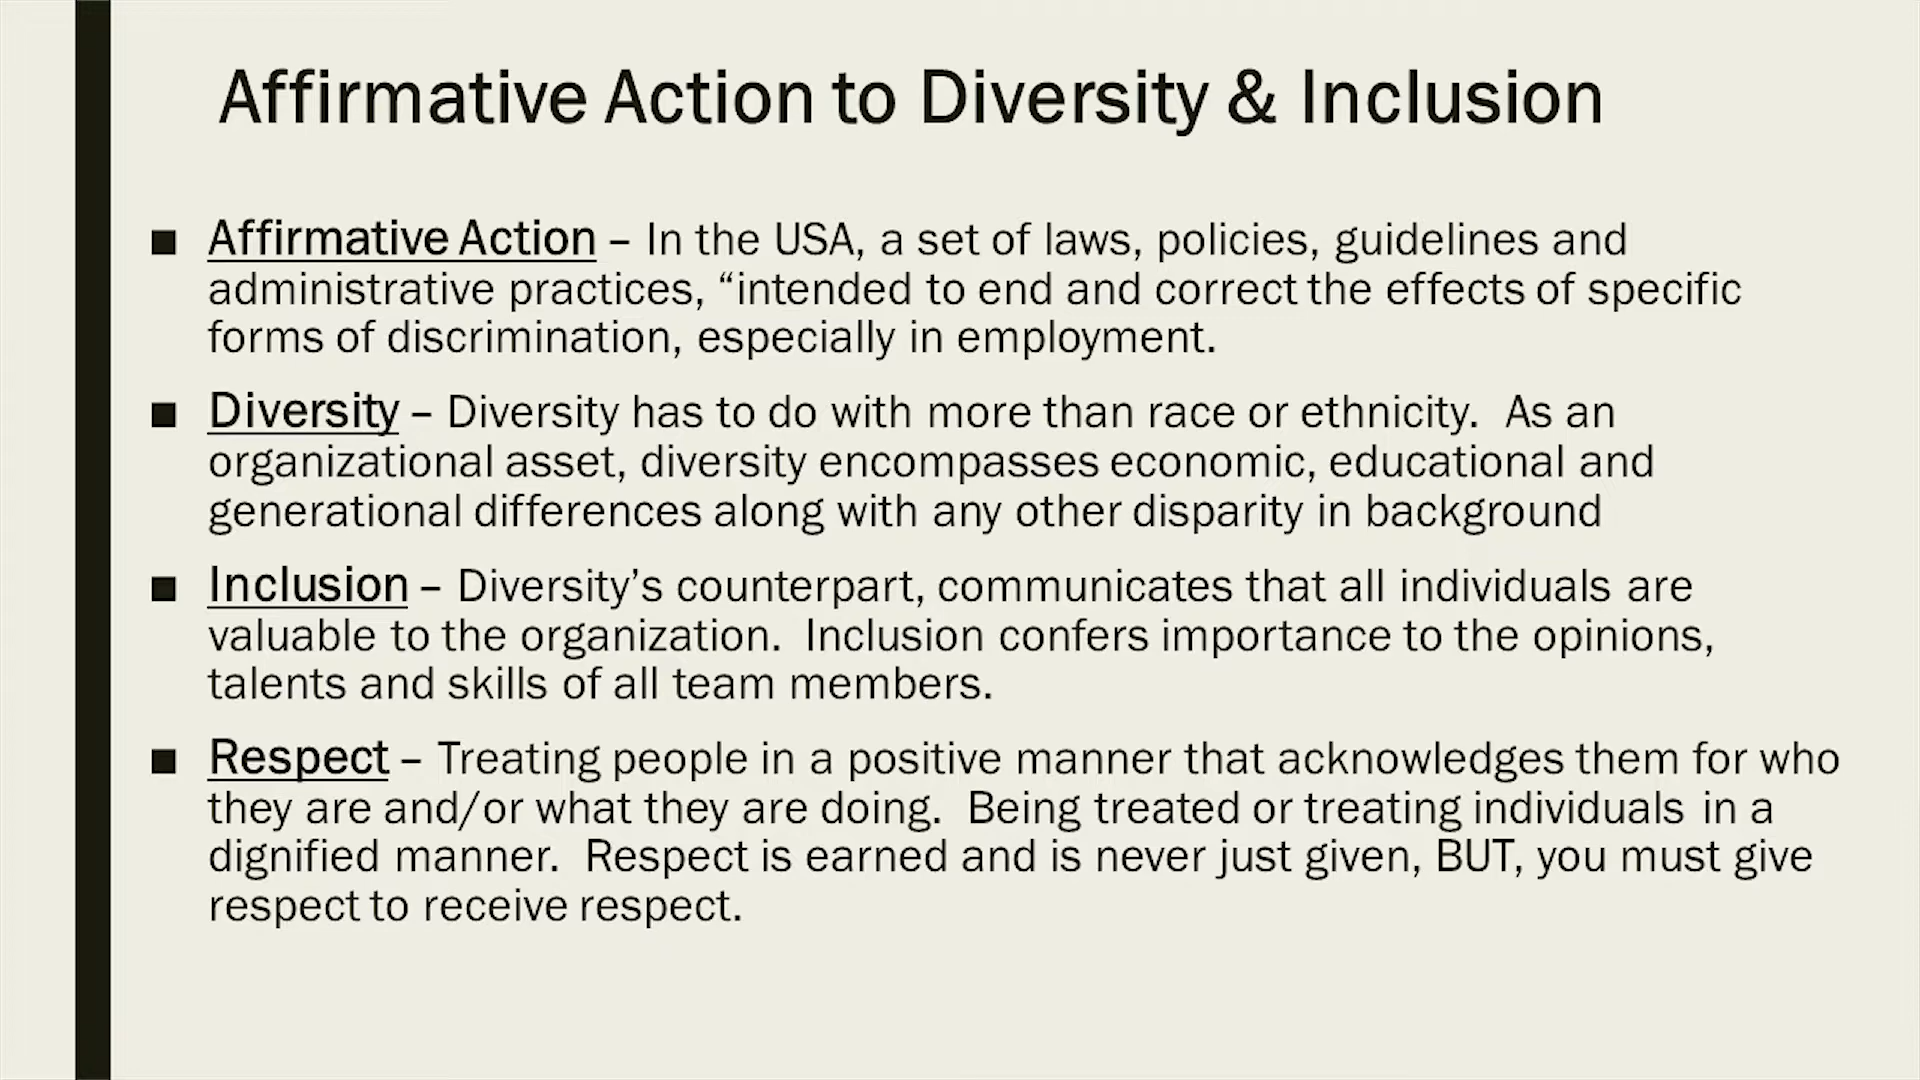 Affirmative Action to Diversity & Inclusion
■ Affirmative Action – In the USA, a set of laws, policies, guidelines and
administrative practices, “intended to end and correct the effects of specific
forms of discrimination, especially in employment.
■ Diversity – Diversity has to do with more than race or ethnicity.  As an
organizational asset, diversity encompasses economic, educational and
generational differences along with any other disparity in background
■ Inclusion – Diversity’s counterpart, communicates that all individuals are
valuable to the organization.  Inclusion confers importance to the opinions,
talents and skills of all team members.
■ Respect – Treating people in a positive manner that acknowledges them for who
they are and/or what they are doing.  Being treated or treating individuals in a
dignified manner.  Respect is earned and is never just given, BUT, you must give
respect to receive respect.